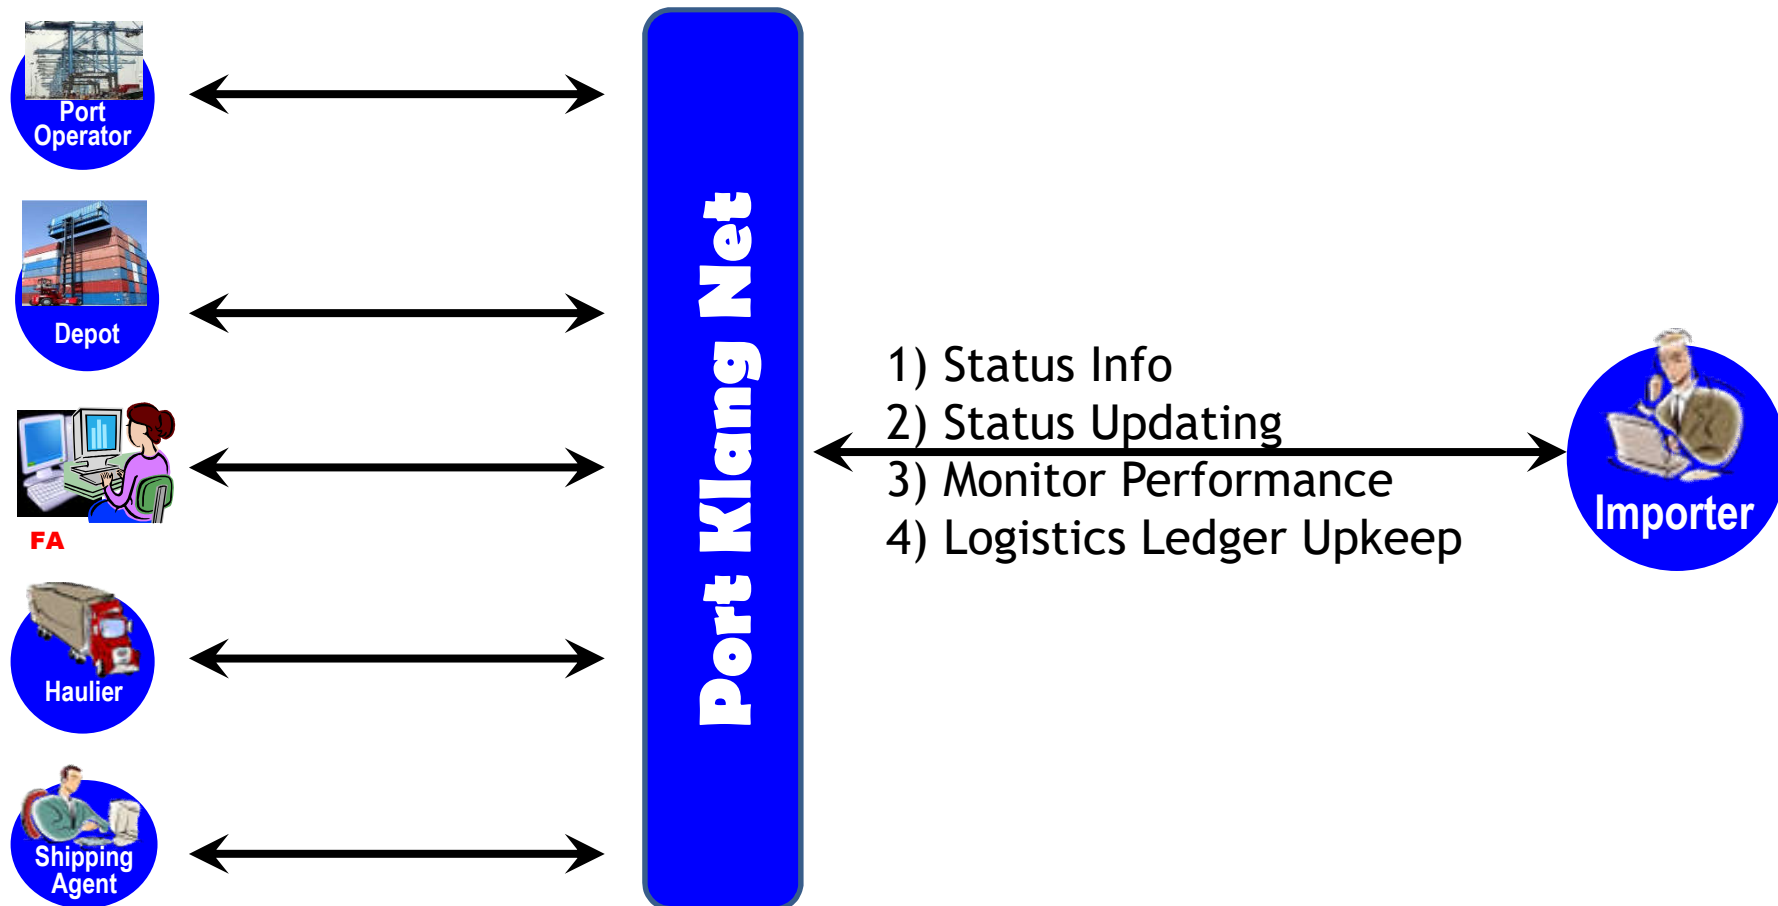 Port
Operator
Depot
FA
Haulier
Shipping
Agent
Port Klang Net
1) Status Info
2) Status Updating
3) Monitor Performance
4) Logistics Ledger Upkeep
Importer